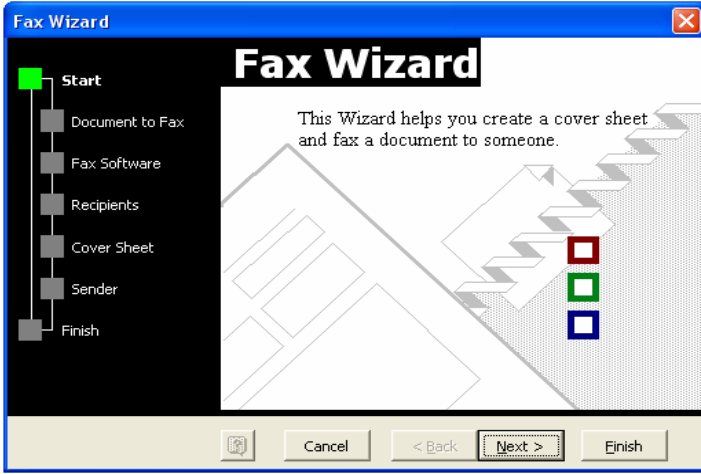 Fax Wizard
Start
Document to Fax
Fax Software
Recipients
Cover Sheet
Sender
Finish
Fax Wizard
This Wizard helps you create a cover sheet
and fax a document to someone.
Cancel
< Back
Next >
Finish